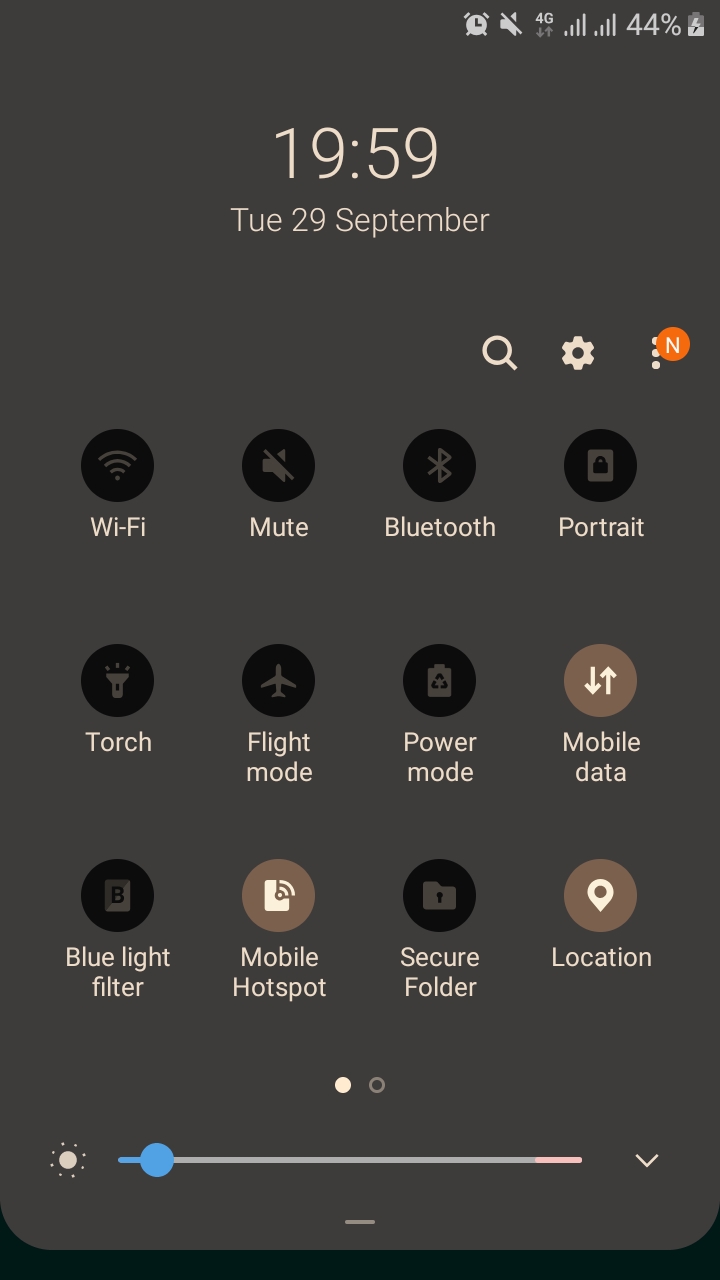 4G 44%
19:59
Tue 29 September
N
Wi-Fi Mute Bluetooth Portrait
Torch Flight mode Power mode Mobile data
B
Blue light filter Mobile Hotspot Secure Folder Location